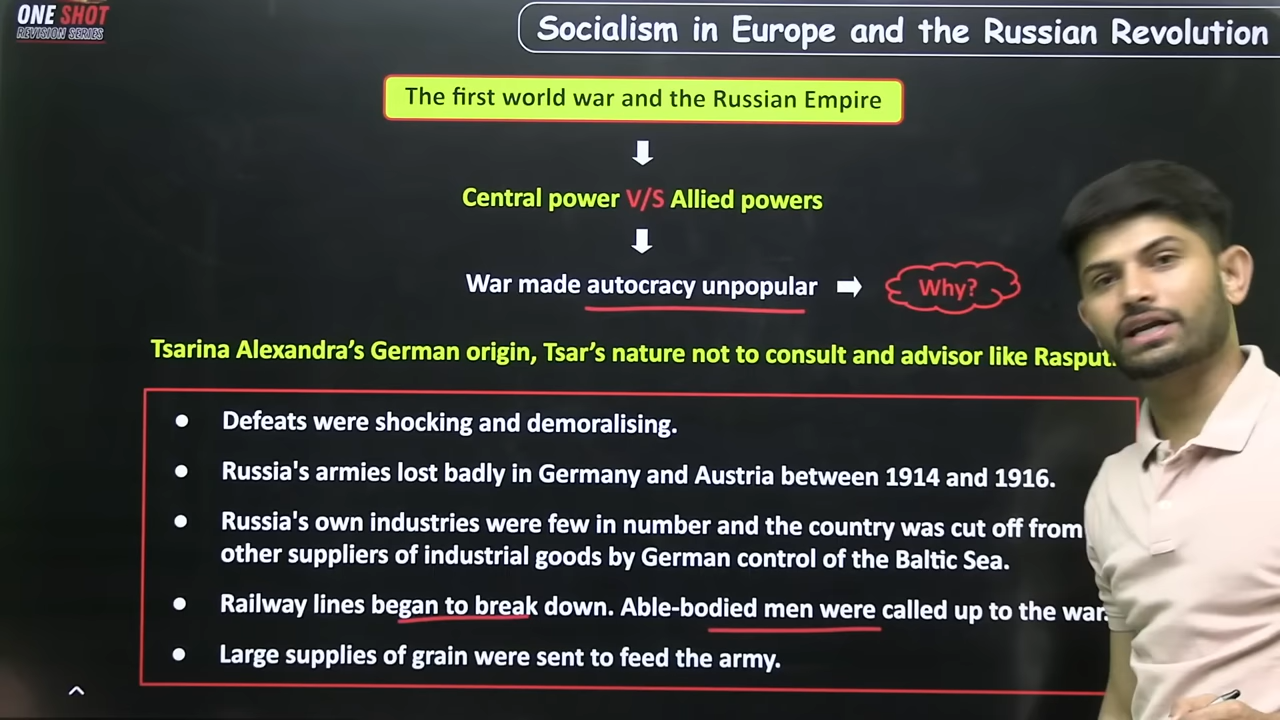 ONE SHOT
REVISION SERIES
Socialism in Europe and the Russian Revolution
The first world war and the Russian Empire
Central power V/S Allied powers
War made autocracy unpopular
Why?
Tsarina Alexandra's German origin, Tsar's nature not to consult and advisor like
• Defeats were shocking and demoralising.
• Russia's armies lost badly in Germany and Austria between 1914 and 1916.
• Russia's own industries were few in number and the country was cut off from
other suppliers of industrial goods by German control of the Baltic Sea.
• Railway lines began to break down. Able-bodied men were called up to the war.
• Large supplies of grain were sent to feed the army.